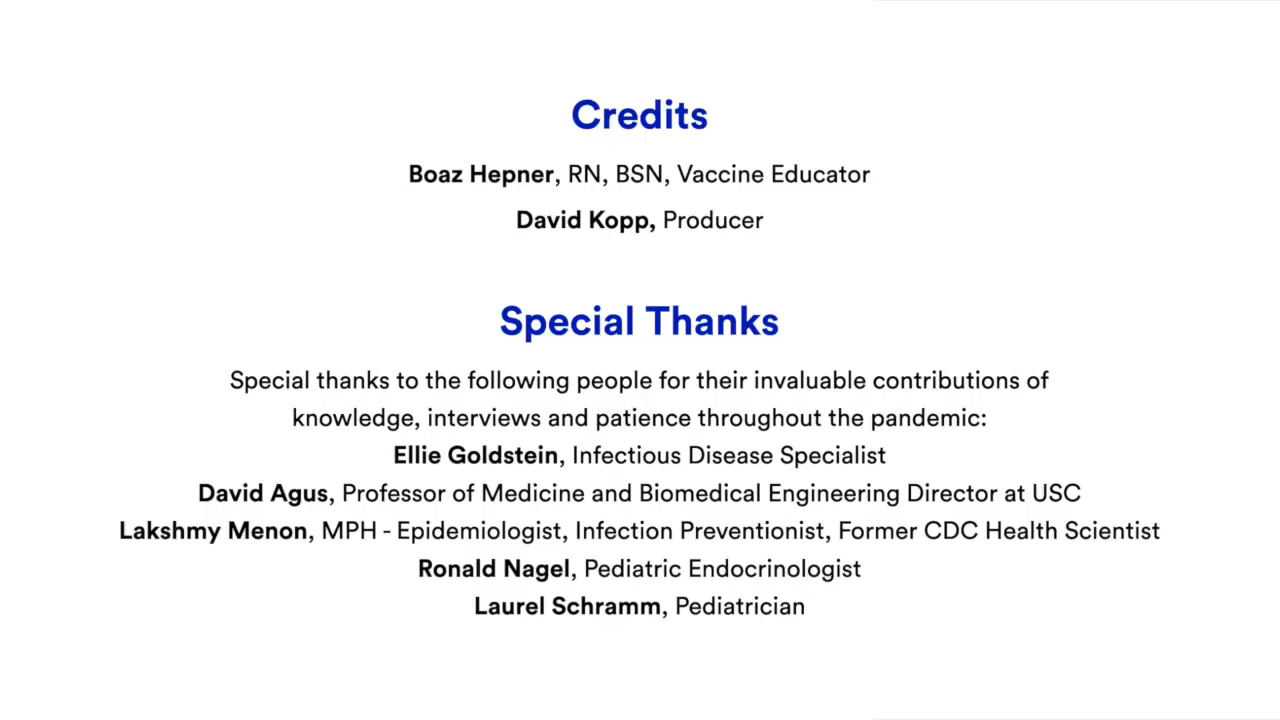 Credits
Boaz Hepner, RN, BSN, Vaccine Educator
David Kopp, Producer
Special Thanks
Special thanks to the following people for their invaluable contributions of
knowledge, interviews and patience throughout the pandemic:
Ellie Goldstein, Infectious Disease Specialist
David Agus, Professor of Medicine and Biomedical Engineering Director at USC
Lakshmy Menon, MPH - Epidemiologist, Infection Preventionist, Former CDC Health Scientist
Ronald Nagel, Pediatric Endocrinologist
Laurel Schramm, Pediatrician